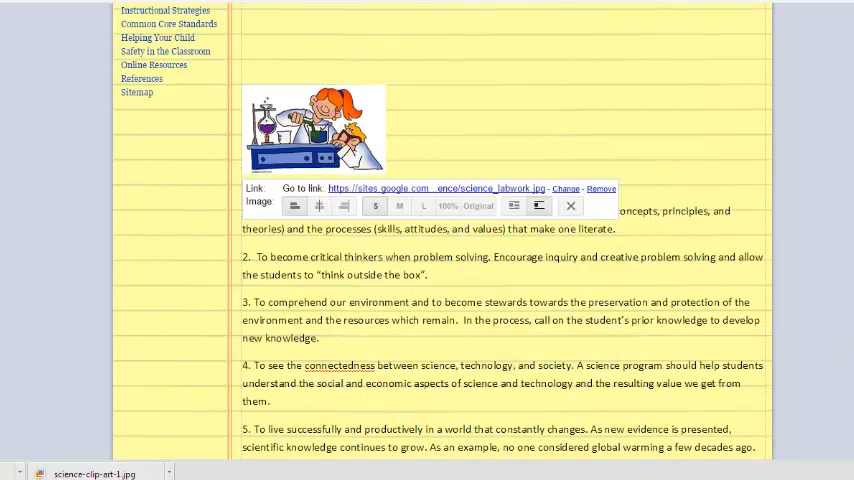 Instructional Strategies
Common Core Standards
Helping Your Child
Safety in the Classroom
Online Resources
References
Sitemap
Link: Go to link: https://sites.google.com...ence/science_labwork.jpg - Change - Remove
Image: S M L 100% Original
concepts, principles, and
theories) and the processes (skills, attitudes, and values) that make one literate.
2. To become critical thinkers when problem solving. Encourage inquiry and creative problem solving and allow
the students to "think outside the box".
3. To comprehend our environment and to become stewards towards the preservation and protection of the
environment and the resources which remain. In the process, call on the student's prior knowledge to develop
new knowledge.
4. To see the connectedness between science, technology, and society. A science program should help students
understand the social and economic aspects of science and technology and the resulting value we get from
them.
5. To live successfully and productively in a world that constantly changes. As new evidence is presented,
scientific knowledge continues to grow. As an example, no one considered global warming a few decades ago.
science-clip-art-1.jpg